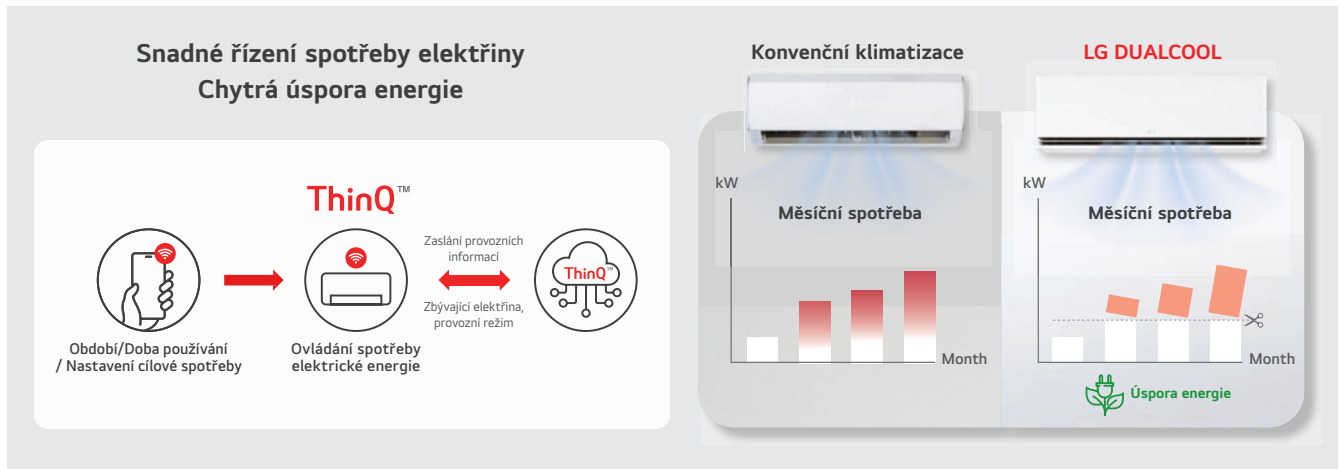 Snadné řízení spotřeby elektřiny
Chytrá úspora energie
ThinQ™
Zaslání provozních
informací
Zbývající elektřina,
provozní režim
ThinQ™
Období/Doba používání
/ Nastavení cílové spotřeby
Ovládání spotřeby
elektrické energie
Konvenční klimatizace
kW
Měsíční spotřeba
Month
LG DUALCOOL
kW
Měsíční spotřeba
Month
Úspora energie